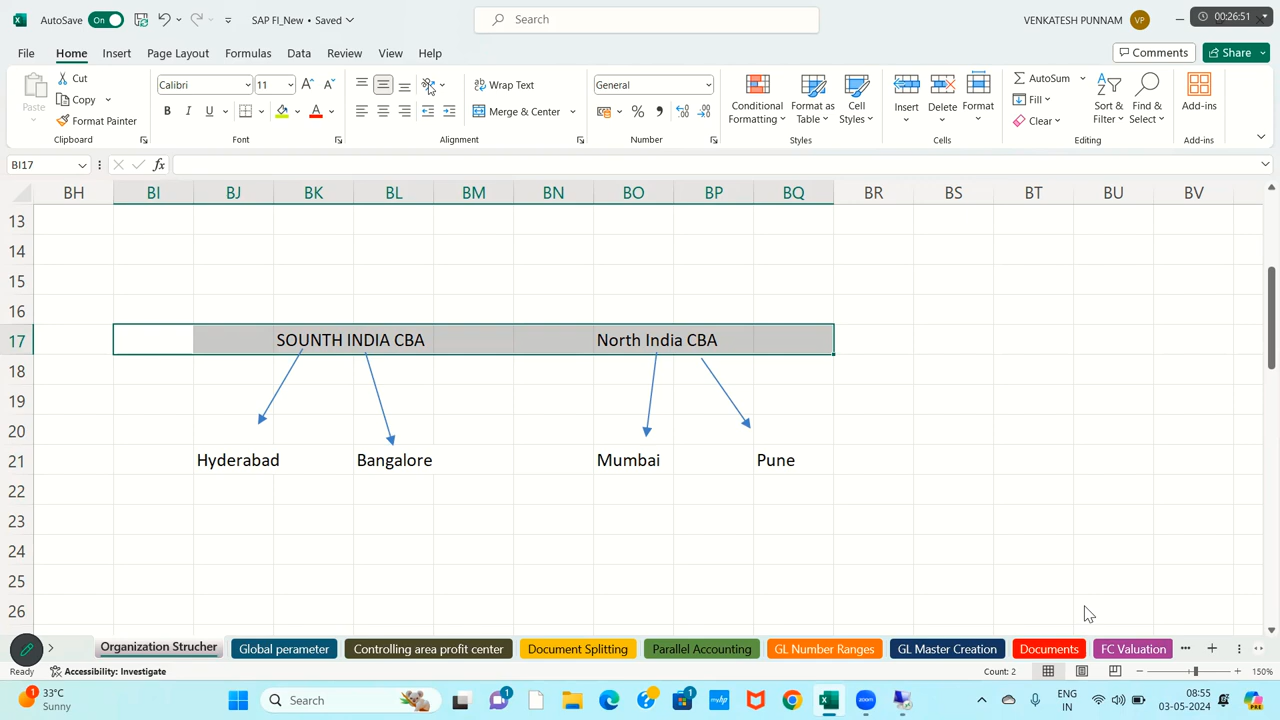 AutoSave On SAP FI_New • Saved Search VENKATESH PUNNAM VP 00:26:51
File Home Insert Page Layout Formulas Data Review View Help Comments Share
Paste Cut Copy Format Painter Clipboard
Calibri 11 B I U A Font
Wrap Text Merge & Center Alignment
General % Number
Conditional Formatting Format as Table Cell Styles Styles
Insert Delete Format Cells
AutoSum Fill Clear Sort & Filter Find & Select Editing
Add-ins Add-ins
BI17 fx
BH BI BJ BK BL BM BN BO BP BQ BR BS BT BU BV
13
14
15
16
17 SOUNTH INDIA CBA North India CBA
18
19
20
21 Hyderabad Bangalore Mumbai Pune
22
23
24
25
26
Organization Strucher Global perameter Controlling area profit center Document Splitting Parallel Accounting GL Number Ranges GL Master Creation Documents FC Valuation
Ready Accessibility: Investigate Count: 2 150%
1 33°C Sunny Search 1 1 zoom ENG IN 08:55 03-05-2024